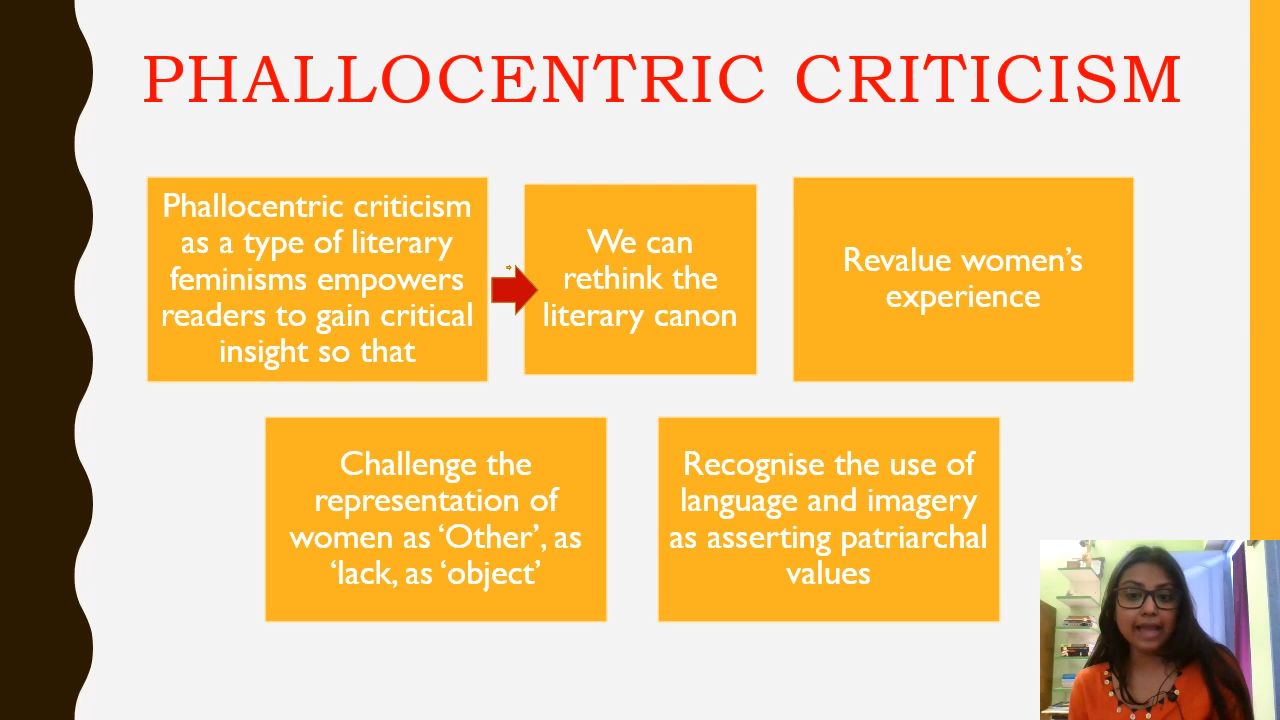 PHALLOCENTRIC CRITICISM
Phallocentric criticism
as a type of literary
feminisms empowers
readers to gain critical
insight so that
We can
rethink the
literary canon
Revalue women’s
experience
Challenge the
representation of
women as ‘Other’, as
‘lack, as ‘object’
Recognise the use of
language and imagery
as asserting patriarchal
values